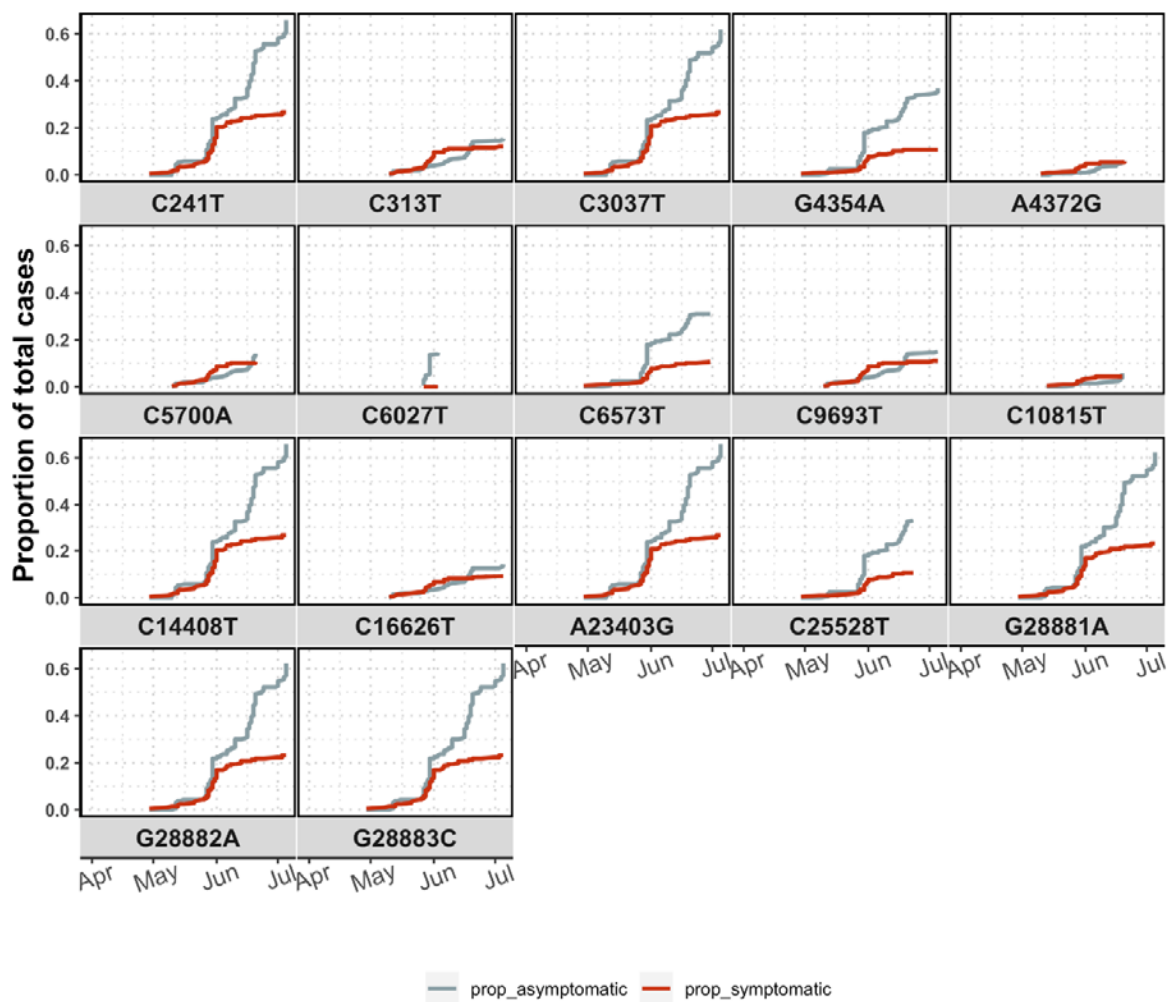 Proportion of total cases
0.6
0.4
0.2
0.0
C241T C313T C3037T G4354A A4372G
0.6
0.4
0.2
0.0
C5700A C6027T C6573T C9693T C10815T
0.6
0.4
0.2
0.0
C14408T C16626T A23403G C25528T G28881A
Apr May Jun Jul Apr May Jun Jul Apr May Jun Jul
0.6
0.4
0.2
0.0
G28882A G28883C
Apr May Jun Jul Apr May Jun Jul
prop_asymptomatic prop_symptomatic